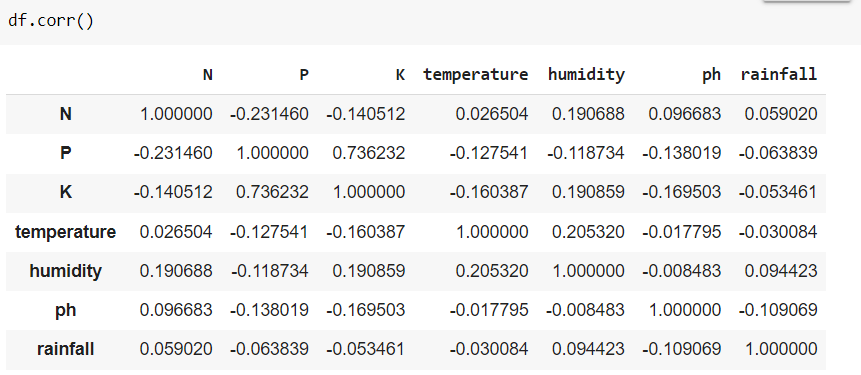 df.corr()
N P K temperature humidity ph rainfall
N 1.000000 -0.231460 -0.140512 0.026504 0.190688 0.096683 0.059020
P -0.231460 1.000000 0.736232 -0.127541 -0.118734 -0.138019 -0.063839
K -0.140512 0.736232 1.000000 -0.160387 0.190859 -0.169503 -0.053461
temperature 0.026504 -0.127541 -0.160387 1.000000 0.205320 -0.017795 -0.030084
humidity 0.190688 -0.118734 0.190859 0.205320 1.000000 -0.008483 0.094423
ph 0.096683 -0.138019 -0.169503 -0.017795 -0.008483 1.000000 -0.109069
rainfall 0.059020 -0.063839 -0.053461 -0.030084 0.094423 -0.109069 1.000000